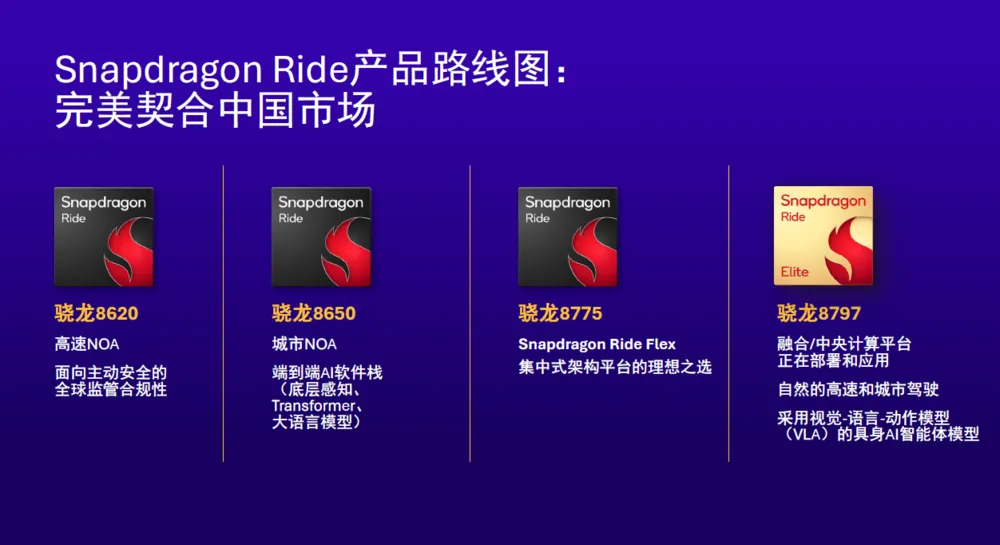 Snapdragon Ride产品路线图：
完美契合中国市场
Snapdragon
Ride
骁龙8620
高速NOA
面向主动安全的
全球监管合规性
Snapdragon
Ride
骁龙8650
城市NOA
端到端AI软件栈
（底层感知、
Transformer、
大语言模型）
Snapdragon
Ride
骁龙8775
Snapdragon Ride Flex
集中式架构平台的理想之选
Snapdragon
Ride
Elite
骁龙8797
融合/中央计算平台
正在部署和应用
自然的高速和城市驾驶
采用视觉-语言-动作模型
（VLA）的具身AI智能体模型